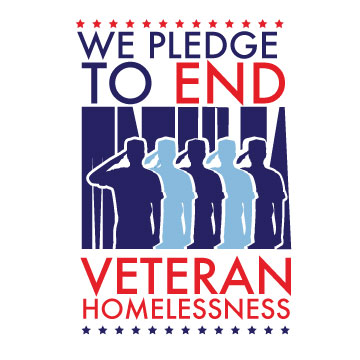 WE PLEDGE
TO END
VETERAN
HOMELESSNESS